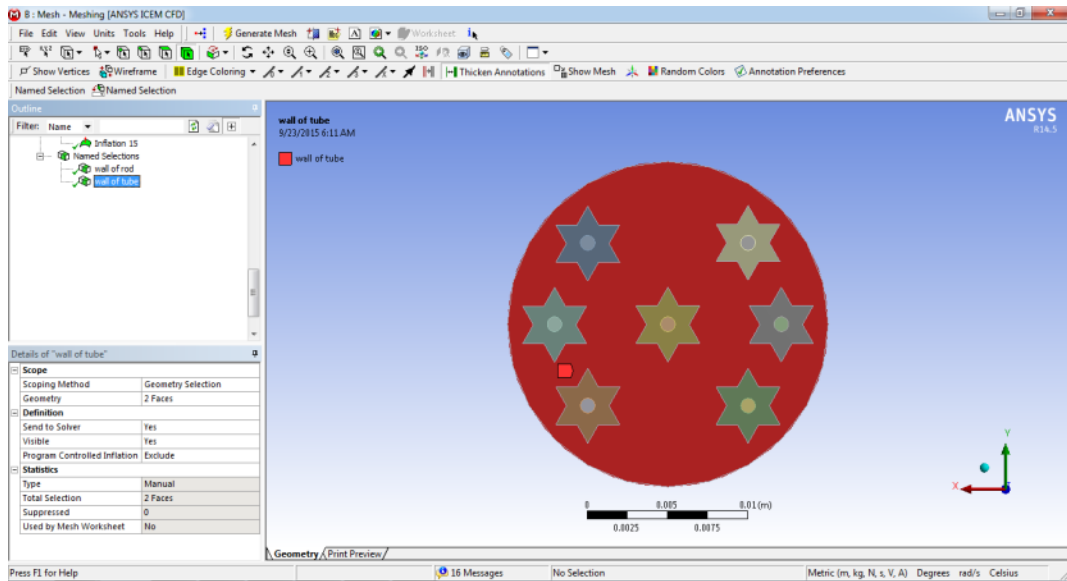 B : Mesh - Meshing [ANSYS ICEM CFD]
File Edit View Units Tools Help Generate Mesh Worksheet
Show Vertices Wireframe Edge Coloring Thicken Annotations Show Mesh Random Colors Annotation Preferences
Named Selection Named Selection
Outline
Filter: Name
Inflation 15
Named Selections
wall of rod
wall of tube
Details of "wall of tube"
Scope
Scoping Method Geometry Selection
Geometry 2 Faces
Definition
Send to Solver Yes
Visible Yes
Program Controlled Inflation Exclude
Statistics
Type Manual
Total Selection 2 Faces
Suppressed 0
Used by Mesh Worksheet No
wall of tube
9/23/2015 6:11 AM
wall of tube
ANSYS
R14.5
Y
X
0 0.005 0.01 (m)
0.0025 0.0075
Geometry Print Preview
Press F1 for Help 16 Messages No Selection Metric (m, kg, N, s, V, A) Degrees rad/s Celsius